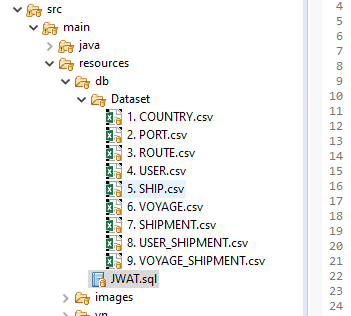 src
main
java
resources
db
Dataset
1. COUNTRY.csv
2. PORT.csv
3. ROUTE.csv
4. USER.csv
5. SHIP.csv
6. VOYAGE.csv
7. SHIPMENT.csv
8. USER_SHIPMENT.csv
9. VOYAGE_SHIPMENT.csv
JWAT.sql
images
4
5
6
7
8
9
10
11
12
13
14
15
16
17
18
19
20
21
22
23
24